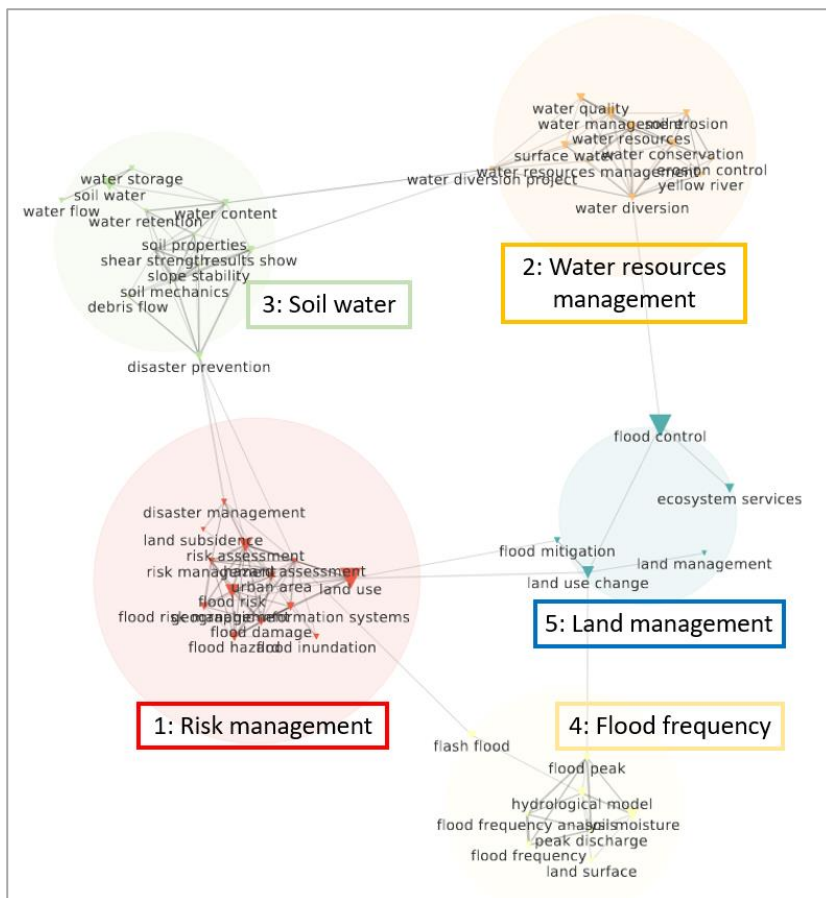 water quality
water management
soil erosion
water resources
surface water
water conservation
water resources management
erosion control
water diversion project
yellow river
water diversion
2: Water resources
management
water storage
soil water
water flow
water content
water retention
soil properties
shear strength
results show
slope stability
soil mechanics
debris flow
3: Soil water
disaster prevention
flood control
ecosystem services
flood mitigation
land management
land use change
5: Land management
disaster management
land subsidence
risk assessment
risk management
hazard assessment
urban area
land use
flood risk
flood risk management
geographic information systems
flood damage
flood hazard
flood inundation
1: Risk management
4: Flood frequency
flash flood
flood peak
hydrological model
flood frequency analysis
soil moisture
peak discharge
flood frequency
land surface